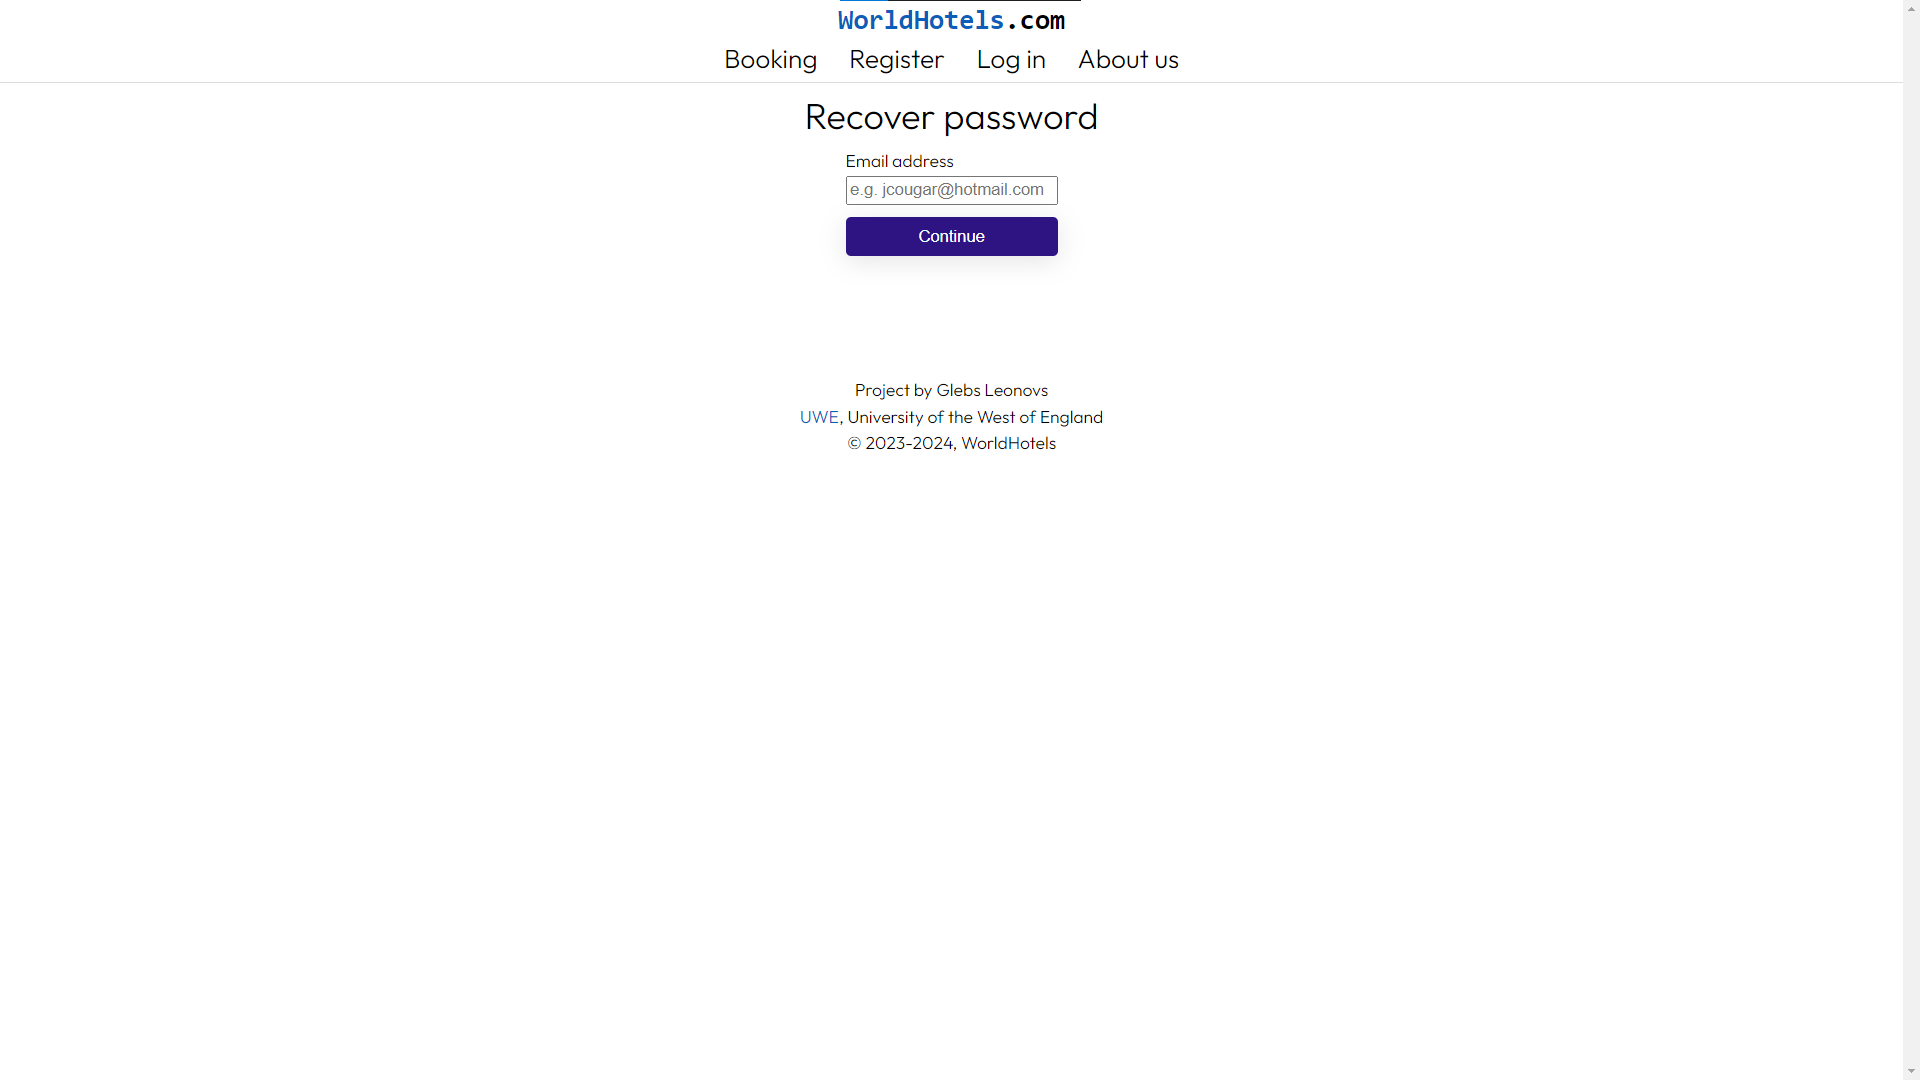 WorldHotels.com
Booking Register Log in About us
Recover password
Email address
e.g. jcougar@hotmail.com
Continue
Project by Glebs Leonovs
UWE, University of the West of England
© 2023-2024, WorldHotels